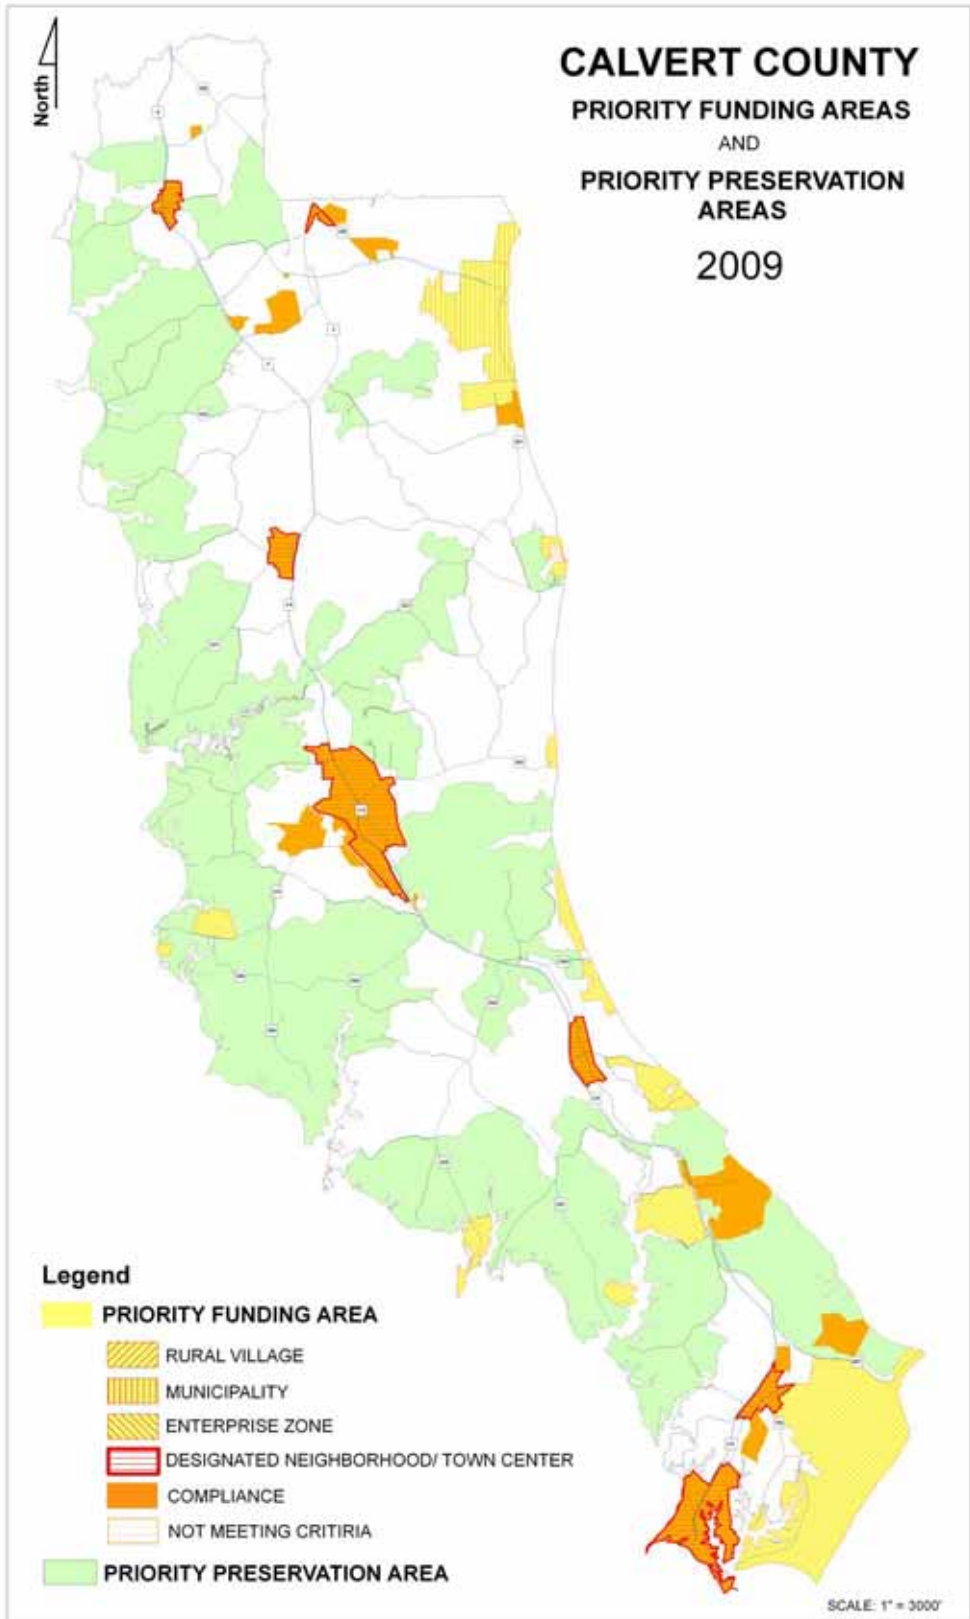 North
CALVERT COUNTY
PRIORITY FUNDING AREAS
AND
PRIORITY PRESERVATION
AREAS
2009
Legend
PRIORITY FUNDING AREA
RURAL VILLAGE
MUNICIPALITY
ENTERPRISE ZONE
DESIGNATED NEIGHBORHOOD/ TOWN CENTER
COMPLIANCE
NOT MEETING CRITIRIA
PRIORITY PRESERVATION AREA
SCALE: 1" = 3000'